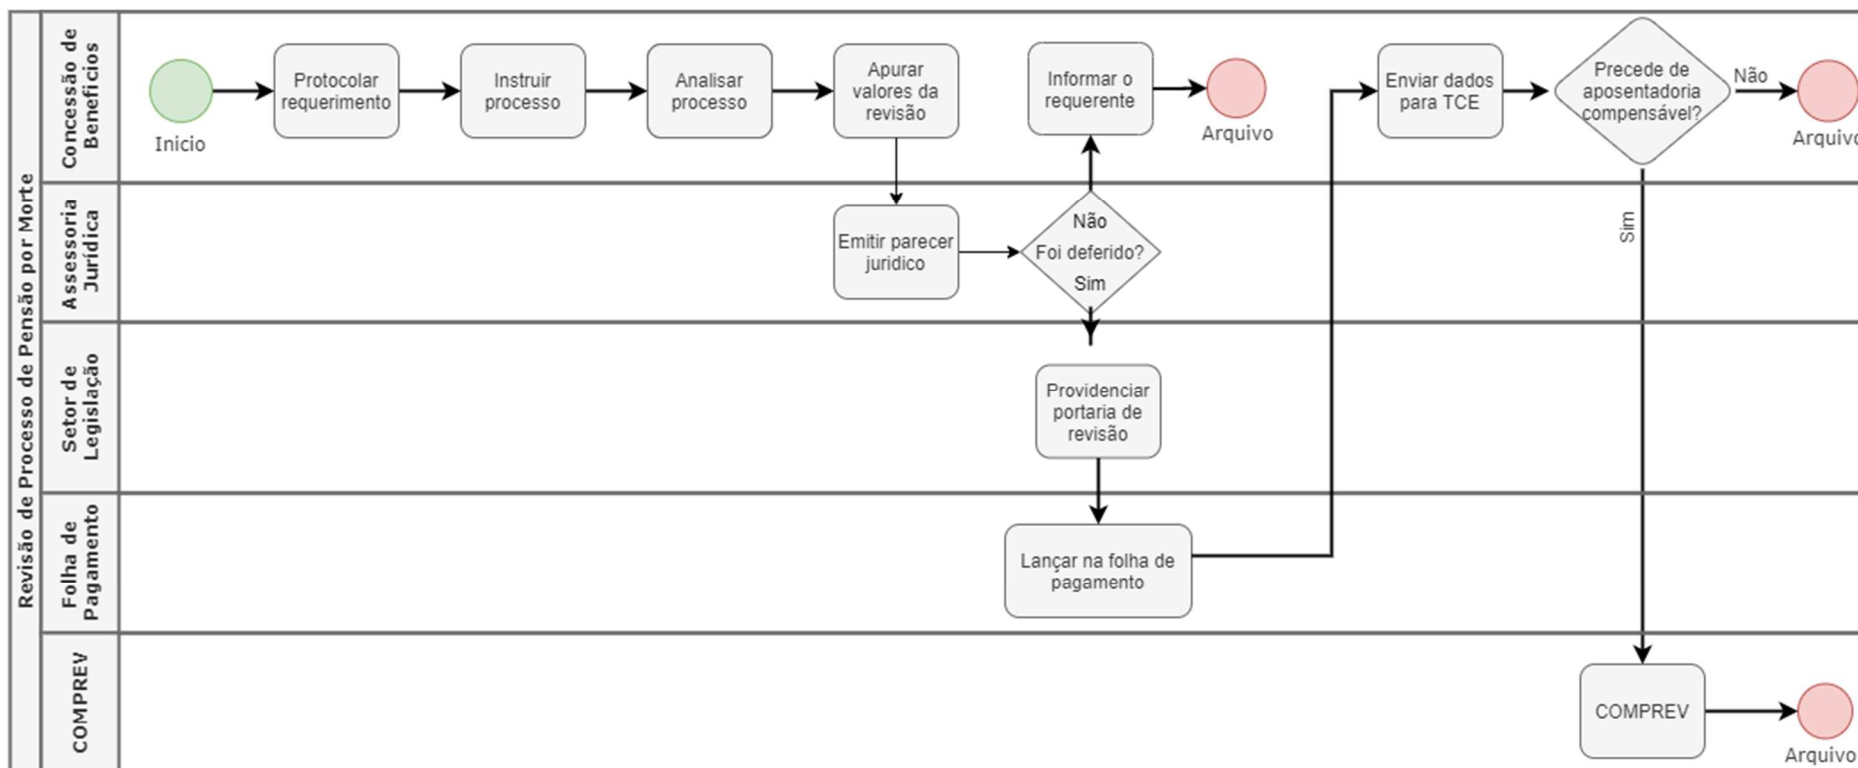 Revisão de Processo de Pensão por Morte
Concessão de
Benefícios
Inicio
Protocolar
requerimento
Instruir
processo
Analisar
processo
Apurar
valores da
revisão
Informar o
requerente
Arquivo
Enviar dados
para TCE
Precede de
aposentadoria
compensável?
Não
Arquivo
Sim
Assessoria
Jurídica
Emitir parecer
juridico
Não
Foi deferido?
Sim
Setor de
Legislação
Providenciar
portaria de
revisão
Folha de
Pagamento
Lançar na folha de
pagamento
COMPREV
COMPREV
Arquivo